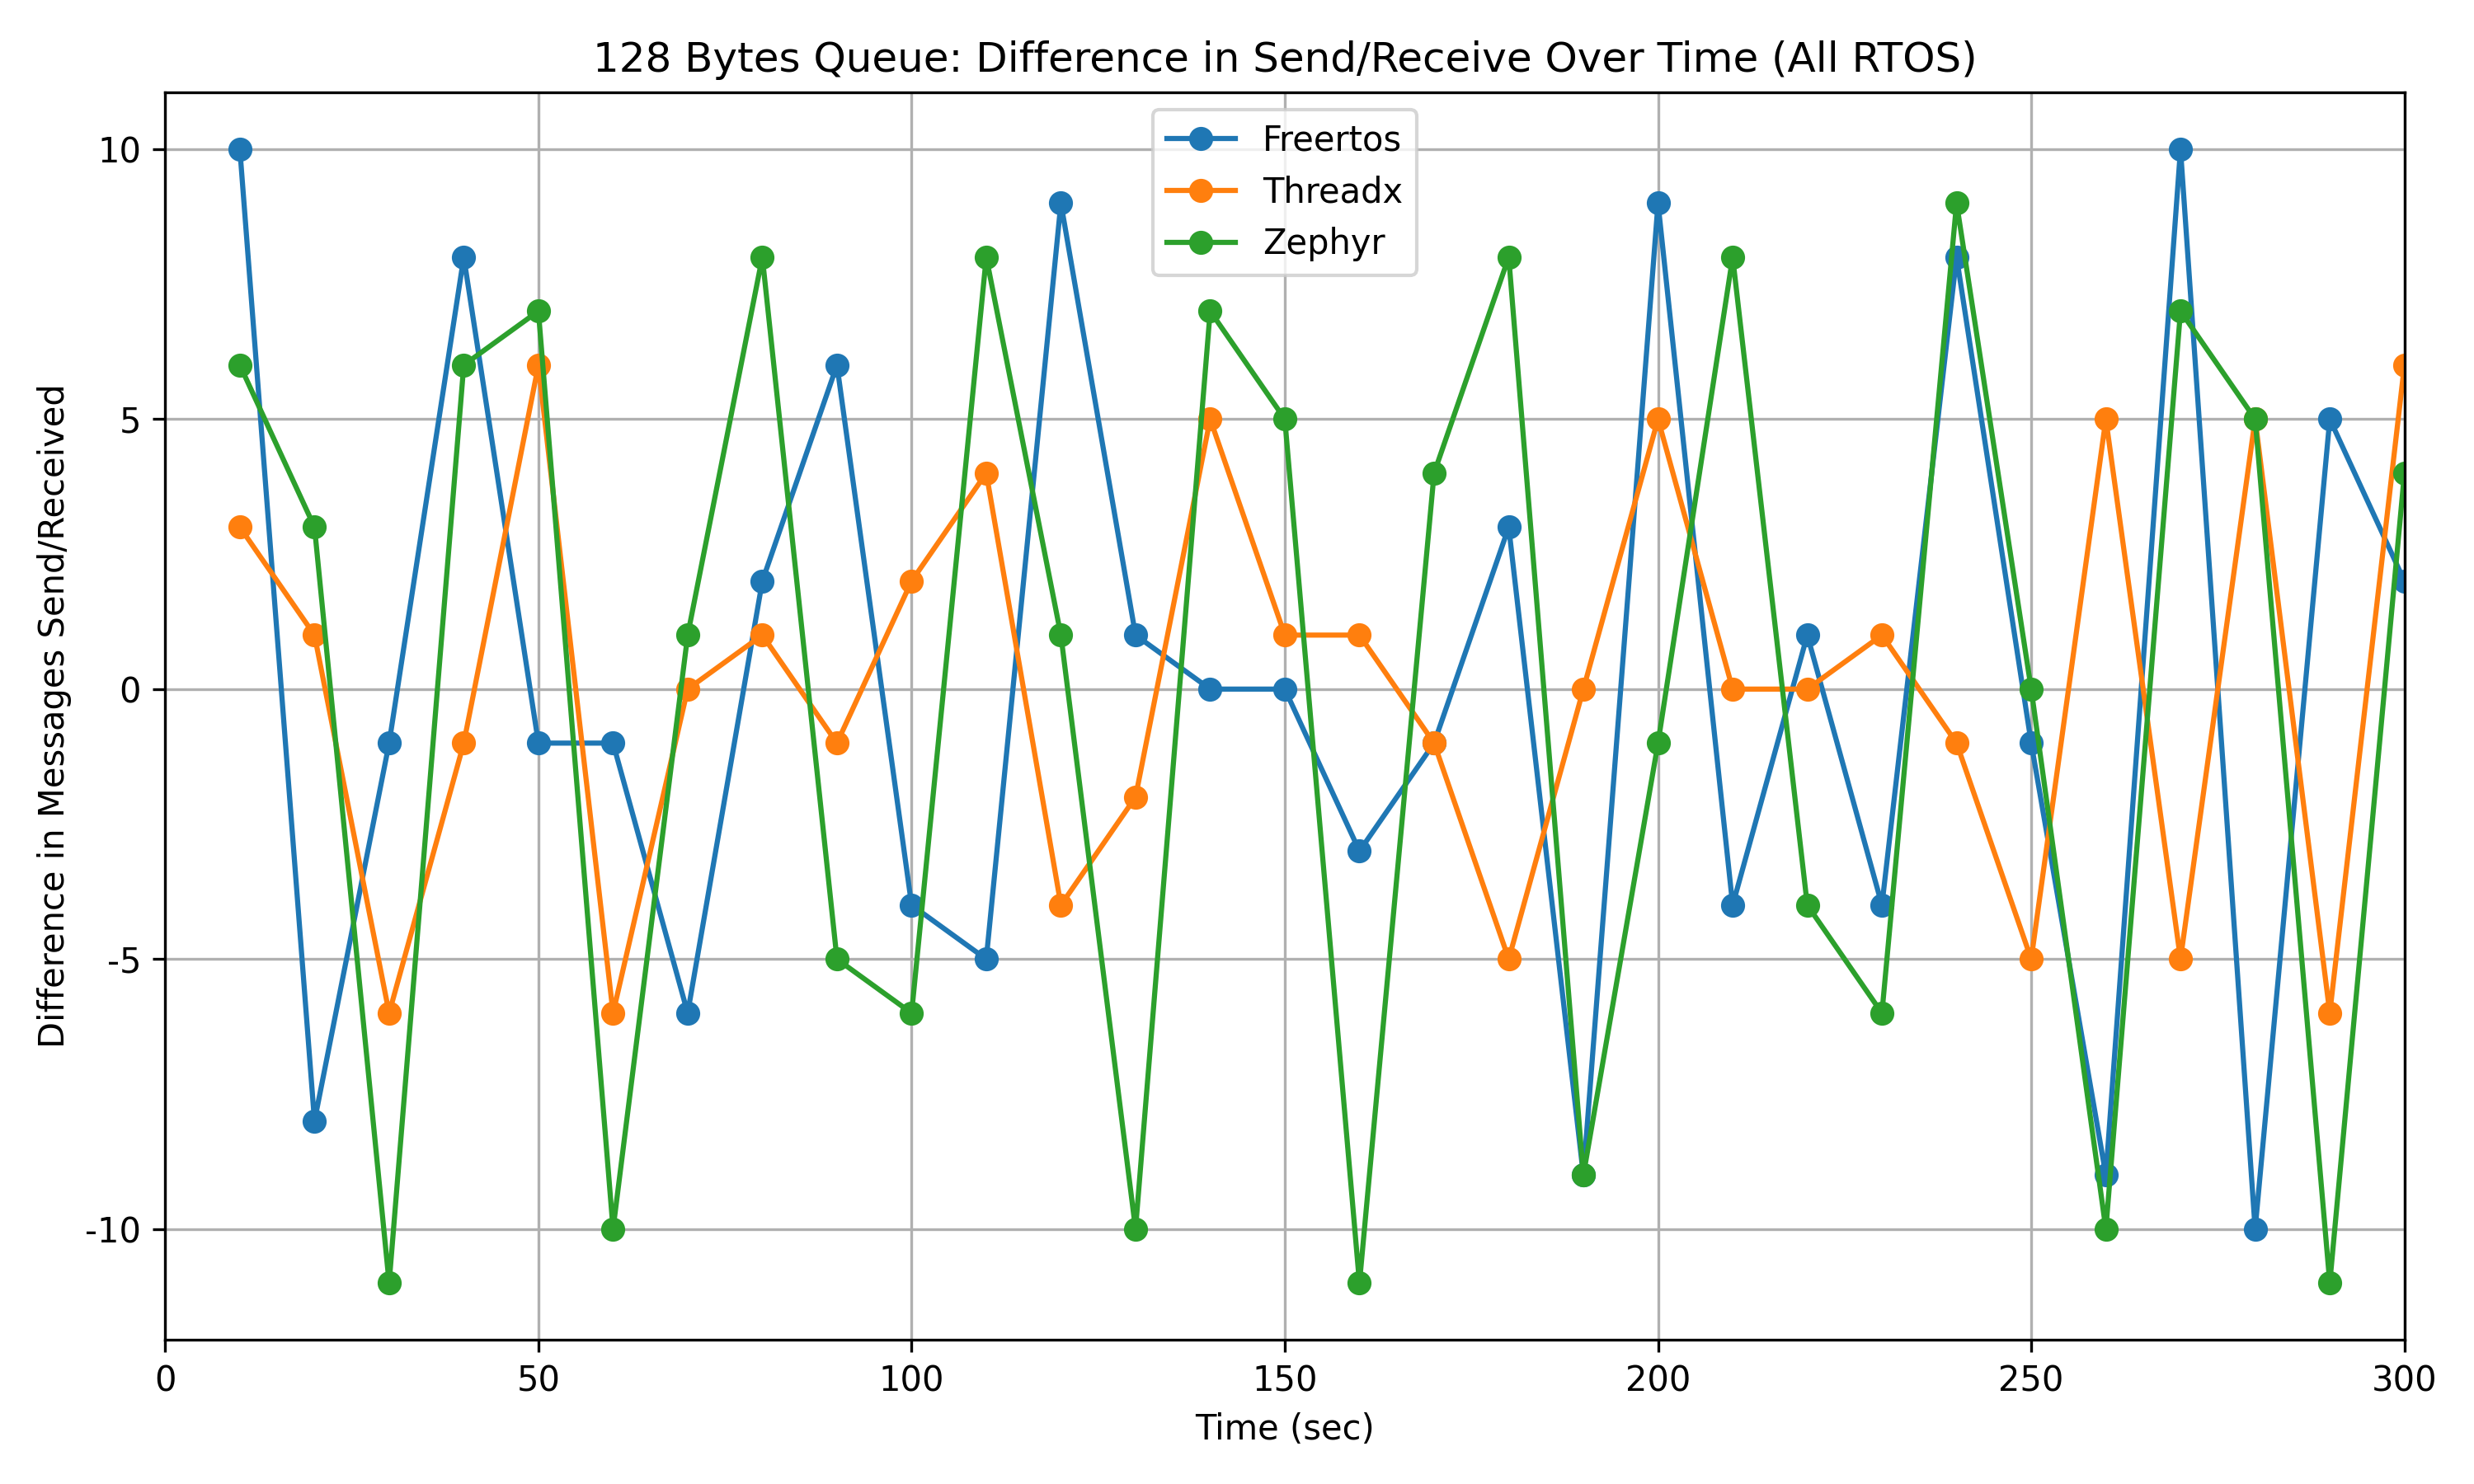 128 Bytes Queue: Difference in Send/Receive Over Time (All RTOS)
Freertos
Threadx
Zephyr
Difference in Messages Send/Received
10
5
0
-5
-10
0 50 100 150 200 250 300
Time (sec)